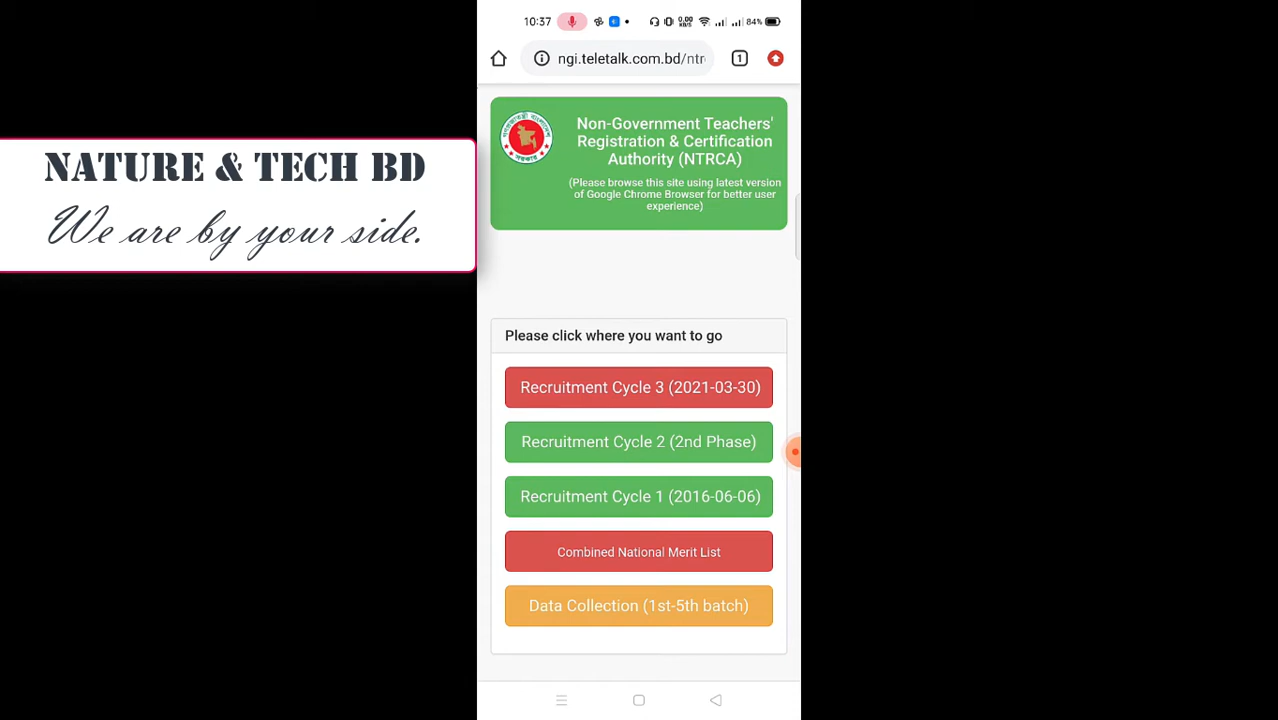 10:37
0.00
KB/S
84%
ngi.teletalk.com.bd/ntr
1
NATURE & TECH BD
We are by your side.
Non-Government Teachers'
Registration & Certification
Authority (NTRCA)
(Please browse this site using latest version
of Google Chrome Browser for better user
experience)
Please click where you want to go
Recruitment Cycle 3 (2021-03-30)
Recruitment Cycle 2 (2nd Phase)
Recruitment Cycle 1 (2016-06-06)
Combined National Merit List
Data Collection (1st-5th batch)